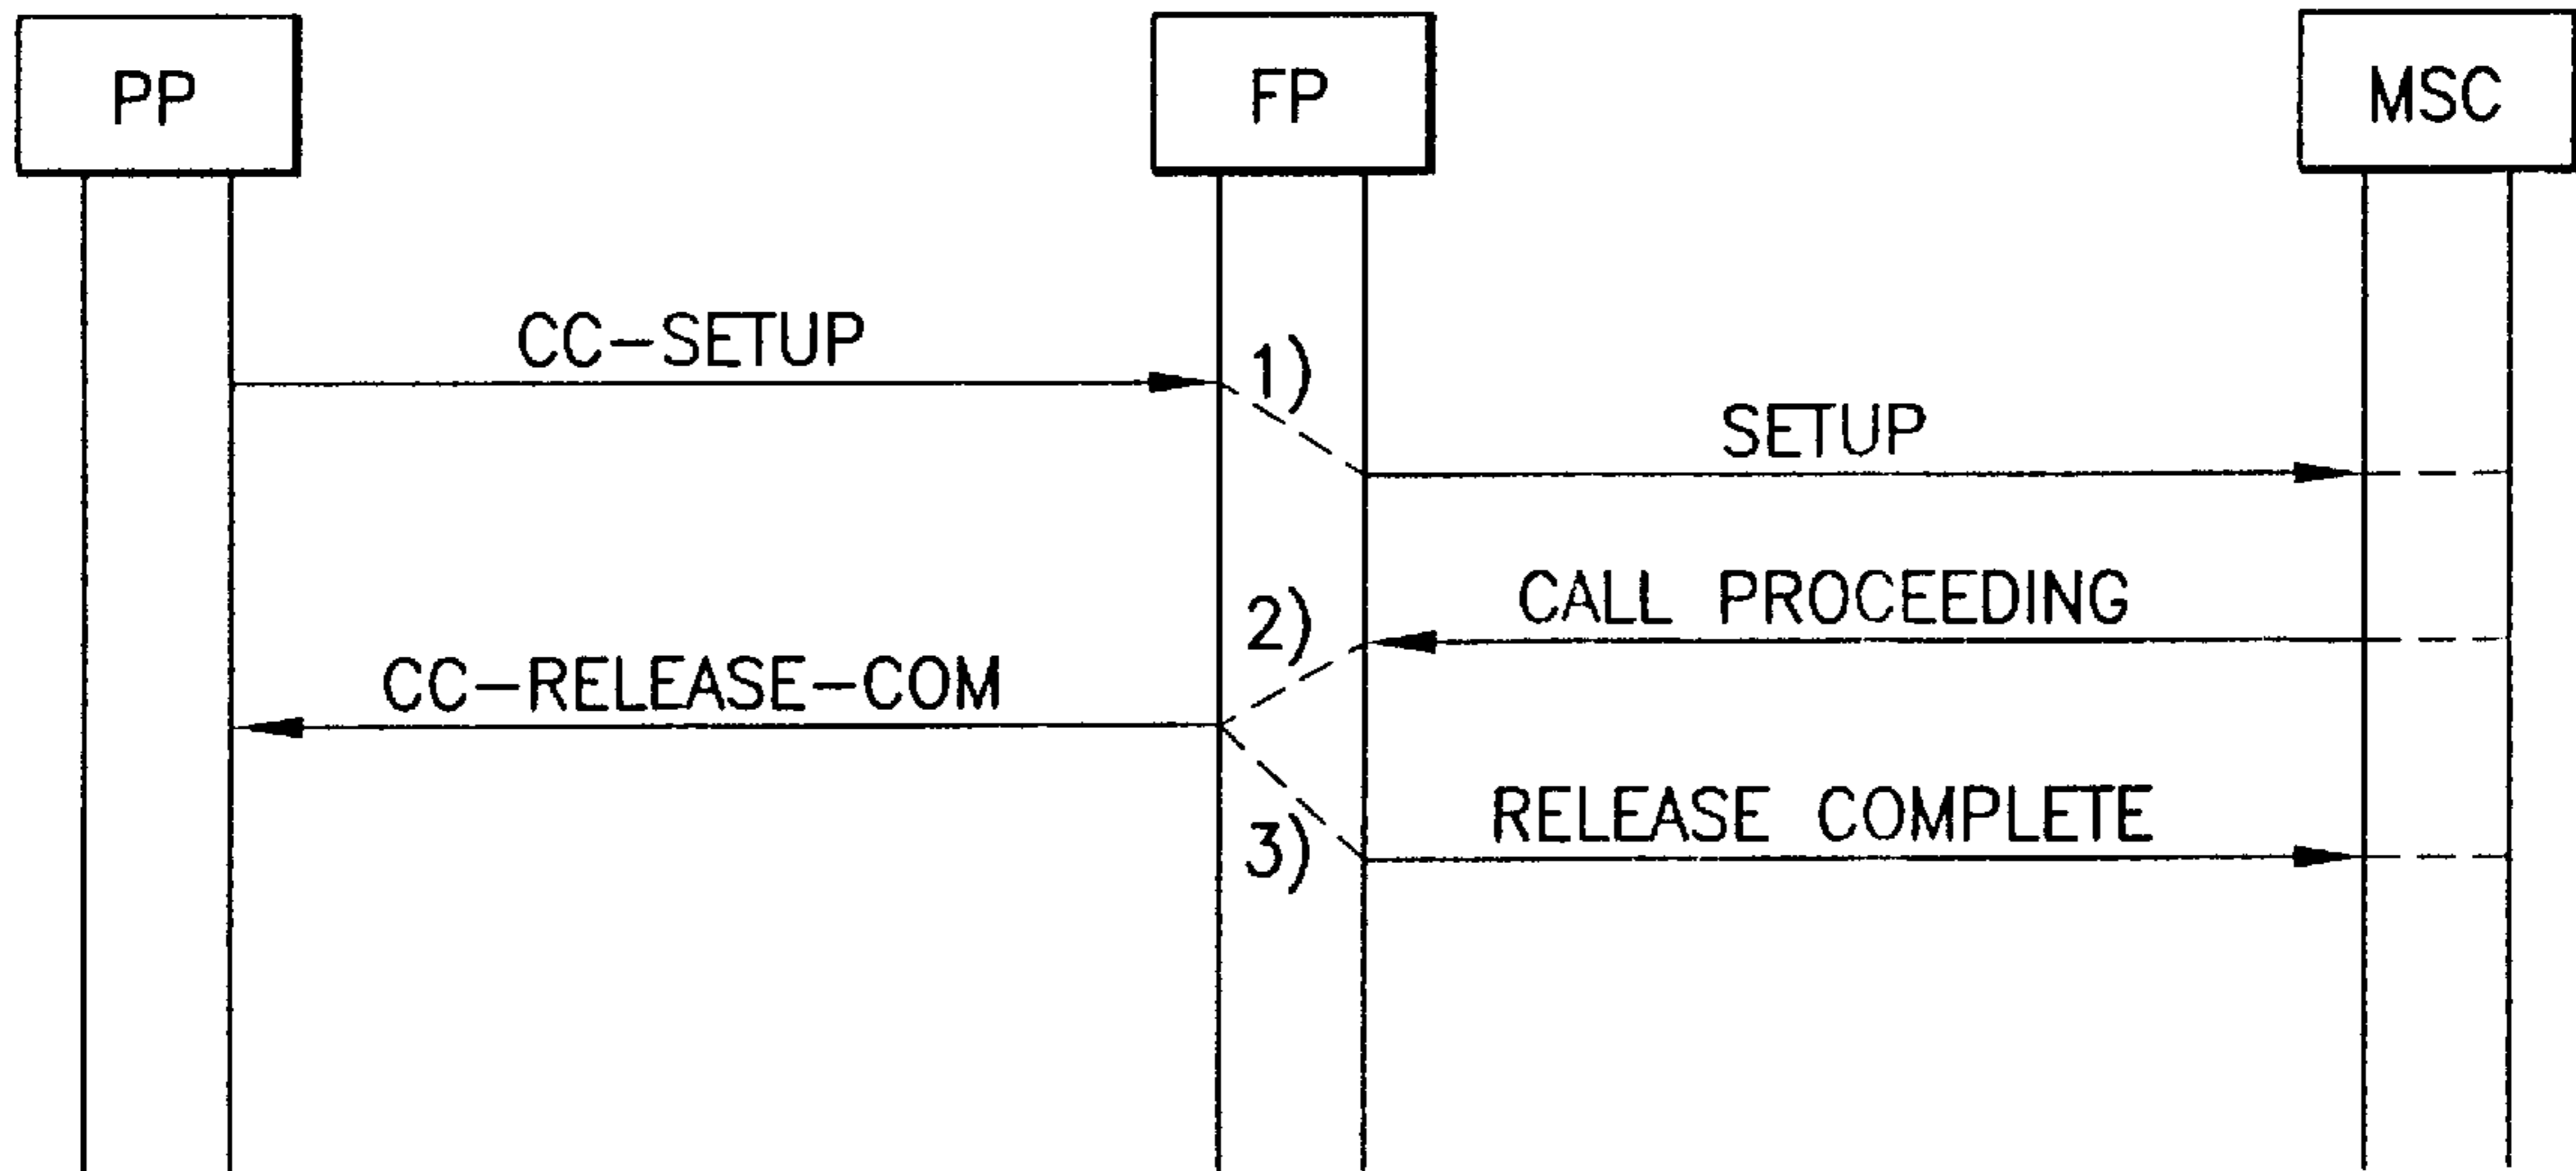 PP
FP
MSC
CC-SETUP
1)
SETUP
2)
CALL PROCEEDING
CC-RELEASE-COM
3)
RELEASE COMPLETE